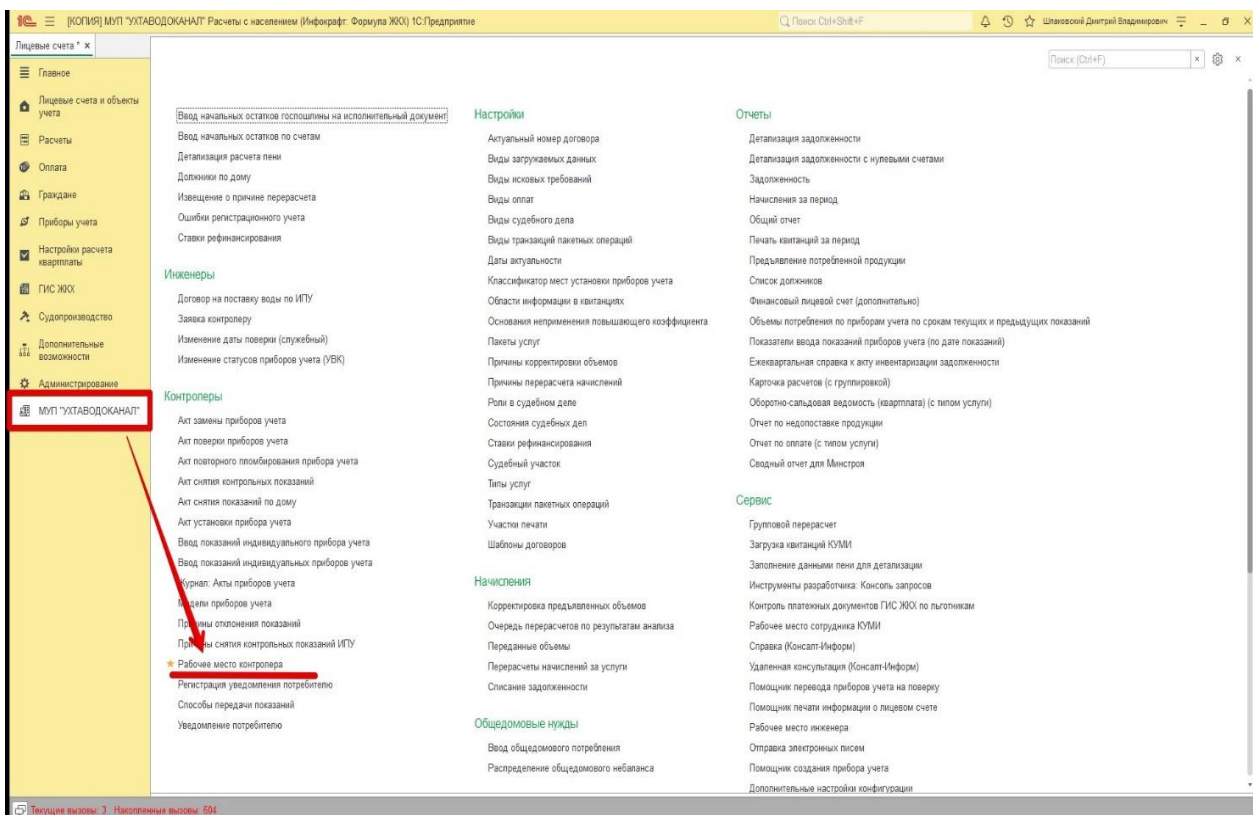 1С [КОПИЯ] МУП "УХТАВОДОКАНАЛ" Расчеты с населением (Инфокрафт: Формула ЖКХ) 1С:Предприятие
Поиск Ctrl+Shift+F
Шпаковский Дмитрий Владимирович
Лицевые счета * ×
Поиск (Ctrl+F)
Главное
Лицевые счета и объекты
учета
Расчеты
Оплата
Граждане
Приборы учета
Настройки расчета
квартплаты
ГИС ЖКХ
Судопроизводство
Дополнительные
возможности
Администрирование
МУП "УХТАВОДОКАНАЛ"
Ввод начальных остатков госпошлины на исполнительный документ
Ввод начальных остатков по счетам
Детализация расчета пени
Должники по дому
Извещение о причине перерасчета
Ошибки регистрационного учета
Ставки рефинансирования
Инженеры
Договор на поставку воды по ИПУ
Заявка контролеру
Изменение даты поверки (служебный)
Изменение статусов приборов учета (УВК)
Контролеры
Акт замены приборов учета
Акт поверки приборов учета
Акт повторного пломбирования прибора учета
Акт снятия контрольных показаний
Акт снятия показаний по дому
Акт установки прибора учета
Ввод показаний индивидуального прибора учета
Ввод показаний индивидуальных приборов учета
Журнал: Акты приборов учета
Модели приборов учета
Причины отклонения показаний
Причины снятия контрольных показаний ИПУ
Рабочее место контролера
Регистрация уведомления потребителю
Способы передачи показаний
Уведомление потребителю
Настройки
Актуальный номер договора
Виды загружаемых данных
Виды исковых требований
Виды оплат
Виды судебного дела
Виды транзакций пакетных операций
Даты актуальности
Классификатор мест установки приборов учета
Области информации в квитанциях
Основания неприменения повышающего коэффициента
Пакеты услуг
Причины корректировки объемов
Причины перерасчета начислений
Роли в судебном деле
Состояния судебных дел
Ставки рефинансирования
Судебный участок
Типы услуг
Транзакции пакетных операций
Участки печати
Шаблоны договоров
Начисления
Корректировка предъявленных объемов
Очередь перерасчетов по результатам анализа
Переданные объемы
Перерасчеты начислений за услуги
Списание задолженности
Общедомовые нужды
Ввод общедомового потребления
Распределение общедомового небаланса
Отчеты
Детализация задолженности
Детализация задолженности с нулевыми счетами
Задолженность
Начисления за период
Общий отчет
Печать квитанций за период
Предъявление потребленной продукции
Список должников
Финансовый лицевой счет (дополнительно)
Объемы потребления по приборам учета по срокам текущих и предыдущих показаний
Показатели ввода показаний приборов учета (по дате показаний)
Ежеквартальная справка к акту инвентаризации задолженности
Карточка расчетов (с группировкой)
Оборотно-сальдовая ведомость (квартплата) (с типом услуги)
Отчет по недопоставке продукции
Отчет по оплате (с типом услуги)
Сводный отчет для Минстроя
Сервис
Групповой перерасчет
Загрузка квитанций КУМИ
Заполнение данными пени для детализации
Инструменты разработчика: Консоль запросов
Контроль платежных документов ГИС ЖКХ по льготникам
Рабочее место сотрудника КУМИ
Справка (Консалт-Информ)
Удаленная консультация (Консалт-Информ)
Помощник перевода приборов учета на поверку
Помощник печати информации о лицевом счете
Рабочее место инженера
Отправка электронных писем
Помощник создания прибора учета
Дополнительные настройки конфигурации
Текущие вызовы: 3 Накопленные вызовы: 604